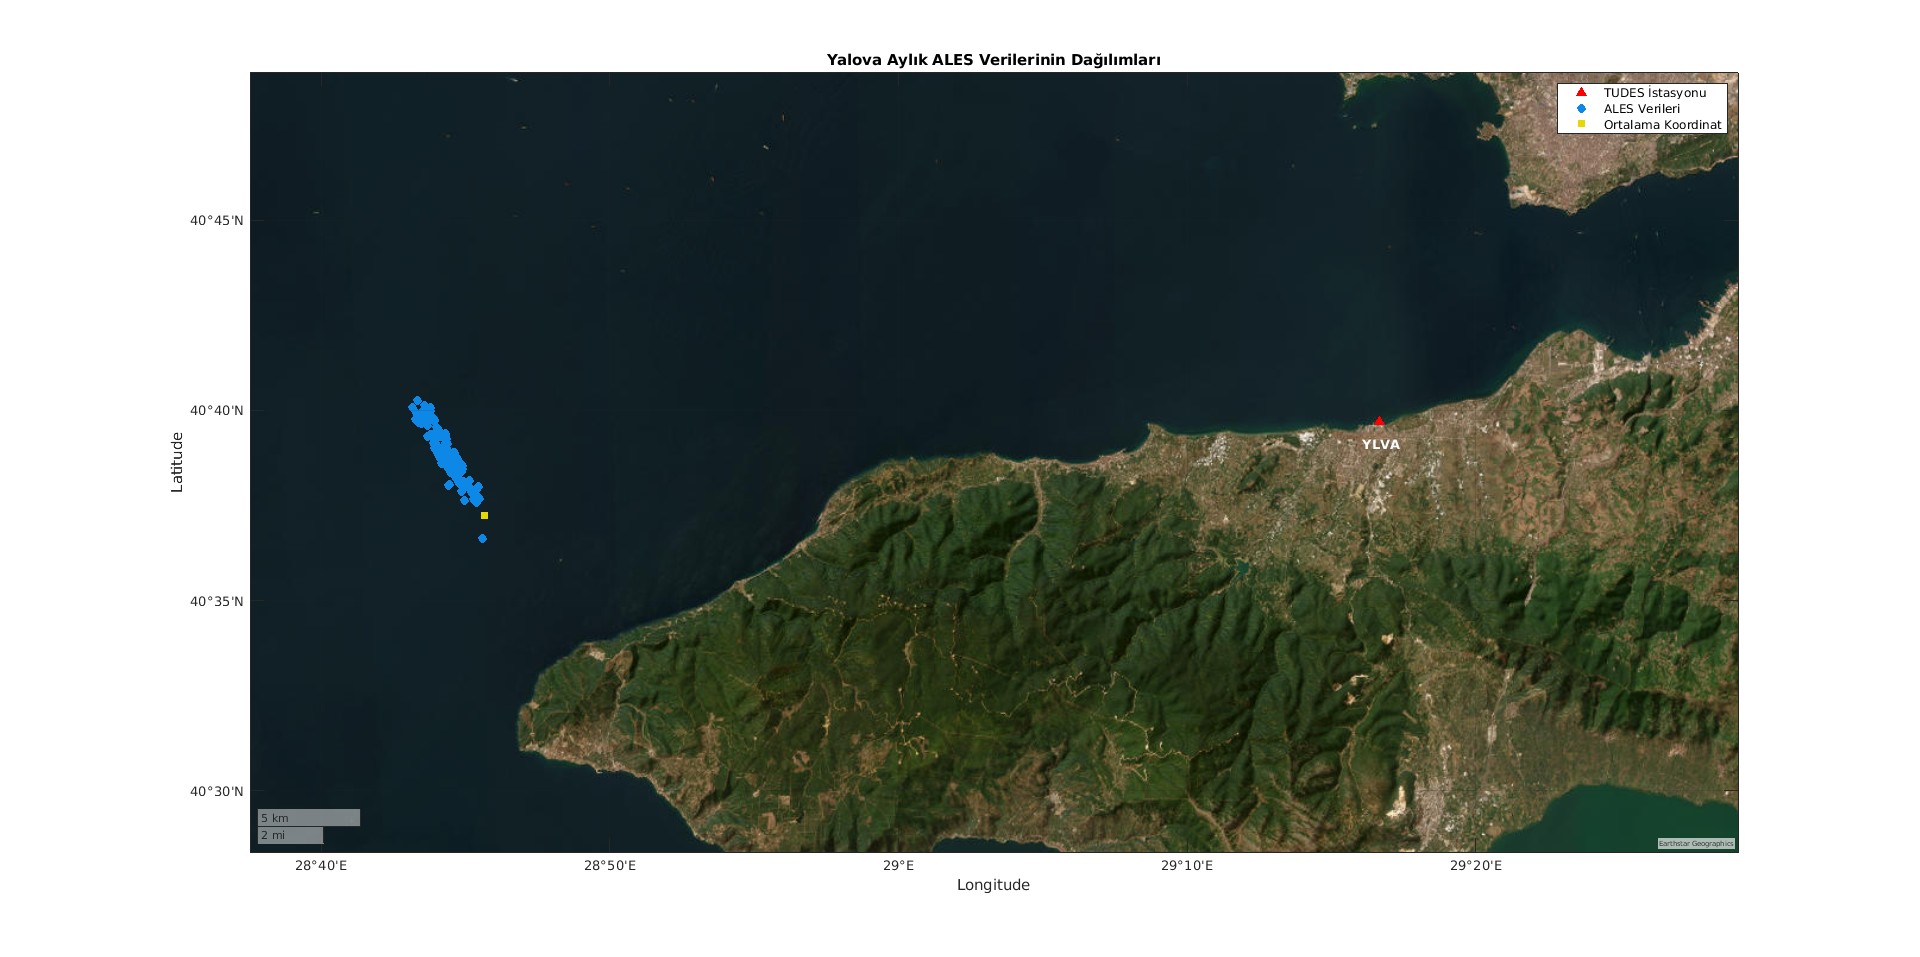 Yalova Aylık ALES Verilerinin Dağılımları
TUDES İstasyonu
ALES Verileri
Ortalama Koordinat
40°45'N
40°40'N
40°35'N
40°30'N
Latitude
YLVA
5 km
2 mi
Earthstar Geographics
28°40'E
28°50'E
29°E
29°10'E
29°20'E
Longitude